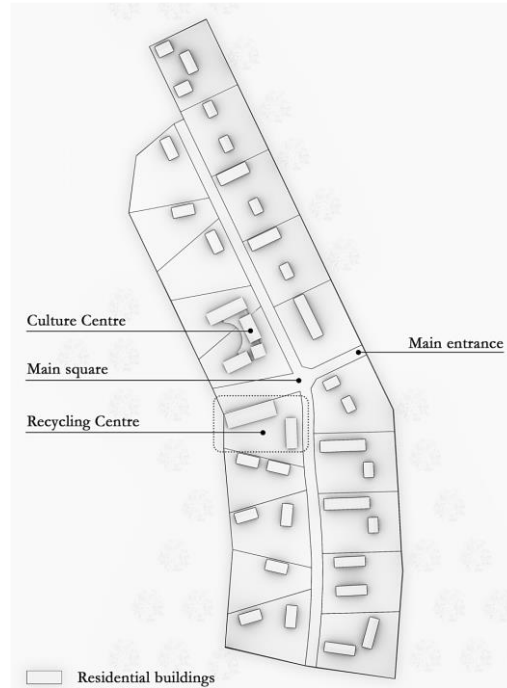 Culture Centre
Main entrance
Main square
Recycling Centre
Residential buildings